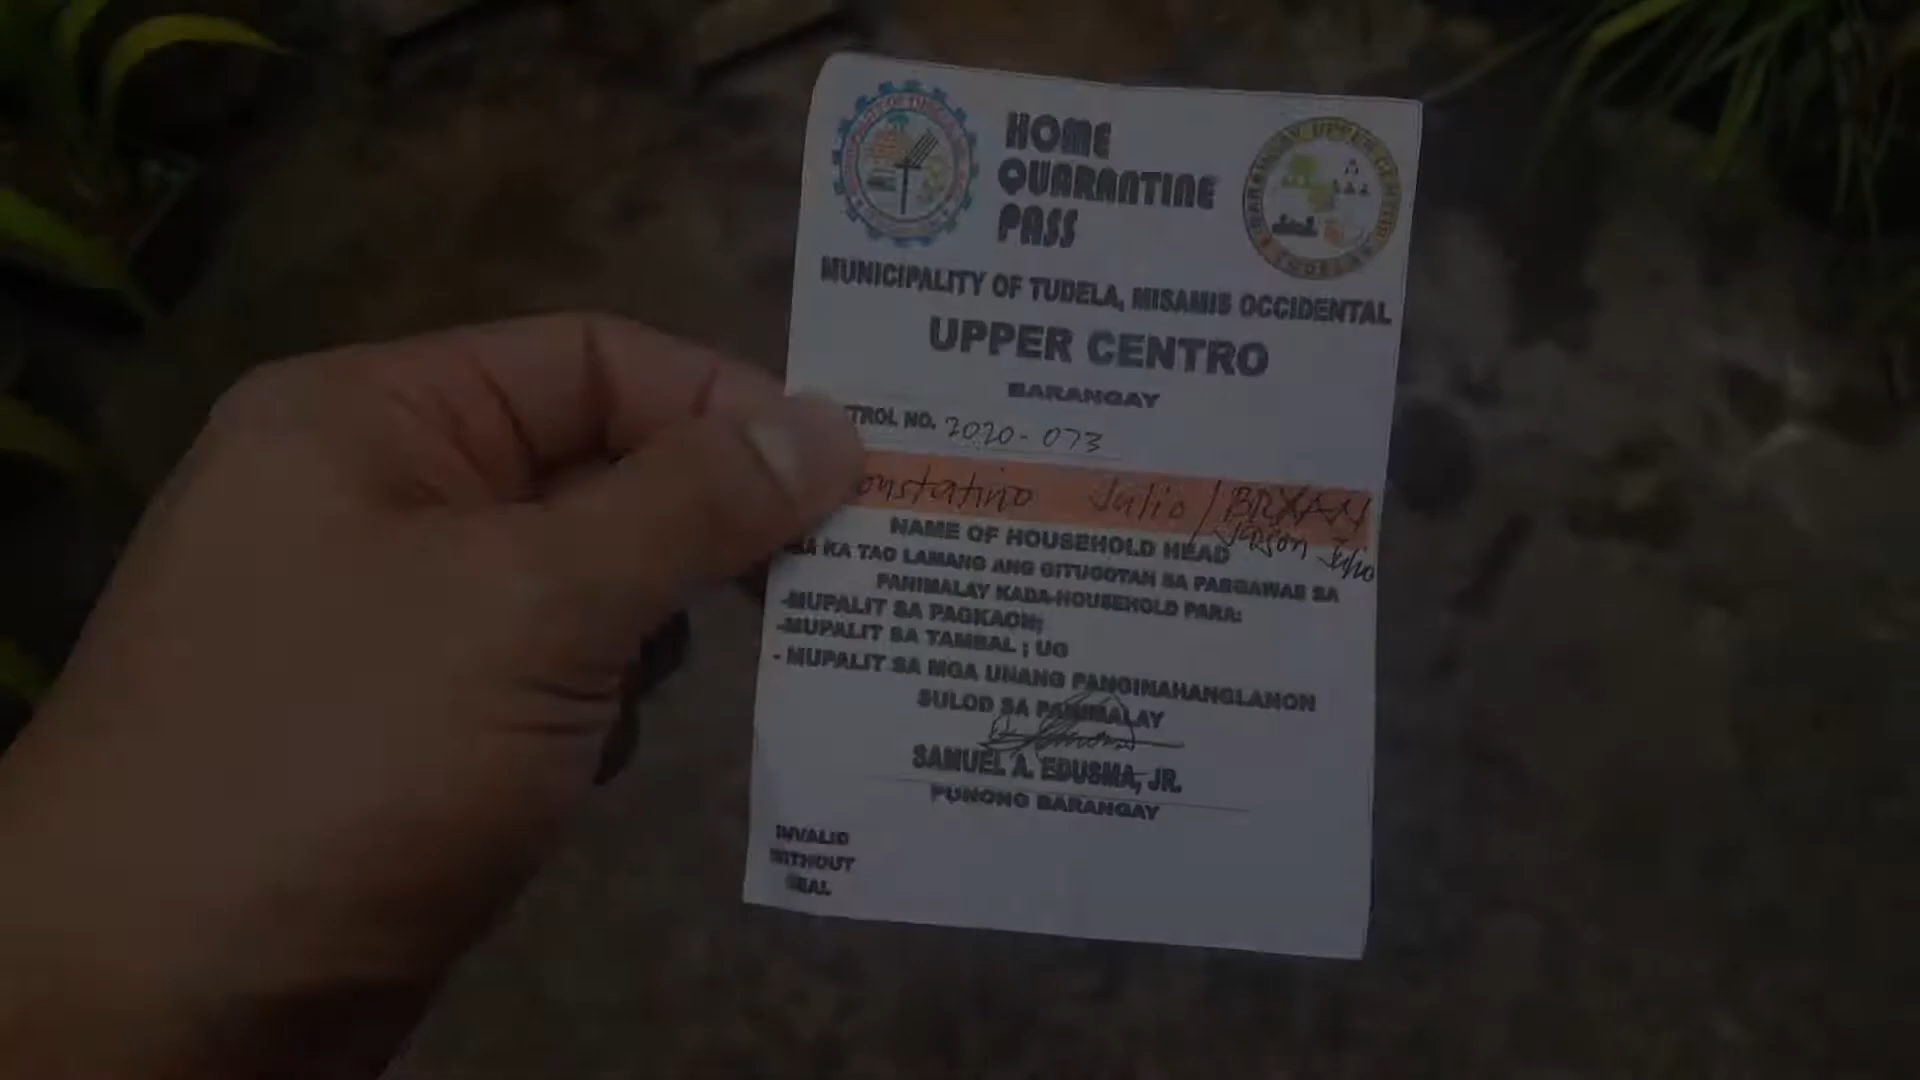 HOME
QUARANTINE
PASS
MUNICIPALITY OF TUDELA, MISAMIS OCCIDENTAL
UPPER CENTRO
BARANGAY
TROL NO. 2020-073
onstatino Julio / BRYAN
Jason Julio
NAME OF HOUSEHOLD HEAD
KA TAO LAMANG ANG GITUGOTAN SA PAGGAWAS SA
PANIMALAY KADA-HOUSEHOLD PARA:
-MUPALIT SA PAGKAON;
-MUPALIT SA TAMBAL ; UG
- MUPALIT SA MGA UNANG PANGINAHANGLANON
SULOD SA PANIMALAY
SAMUEL A. EDUSMA, JR.
PUNONG BARANGAY
INVALID
WITHOUT
SEAL